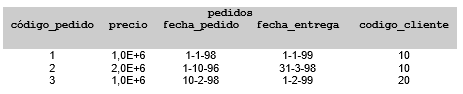 pedidos
código_pedido precio fecha_pedido fecha_entrega codigo_cliente
1 1,0E+6 1-1-98 1-1-99 10
2 2,0E+6 1-10-96 31-3-98 10
3 1,0E+6 10-2-98 1-2-99 20